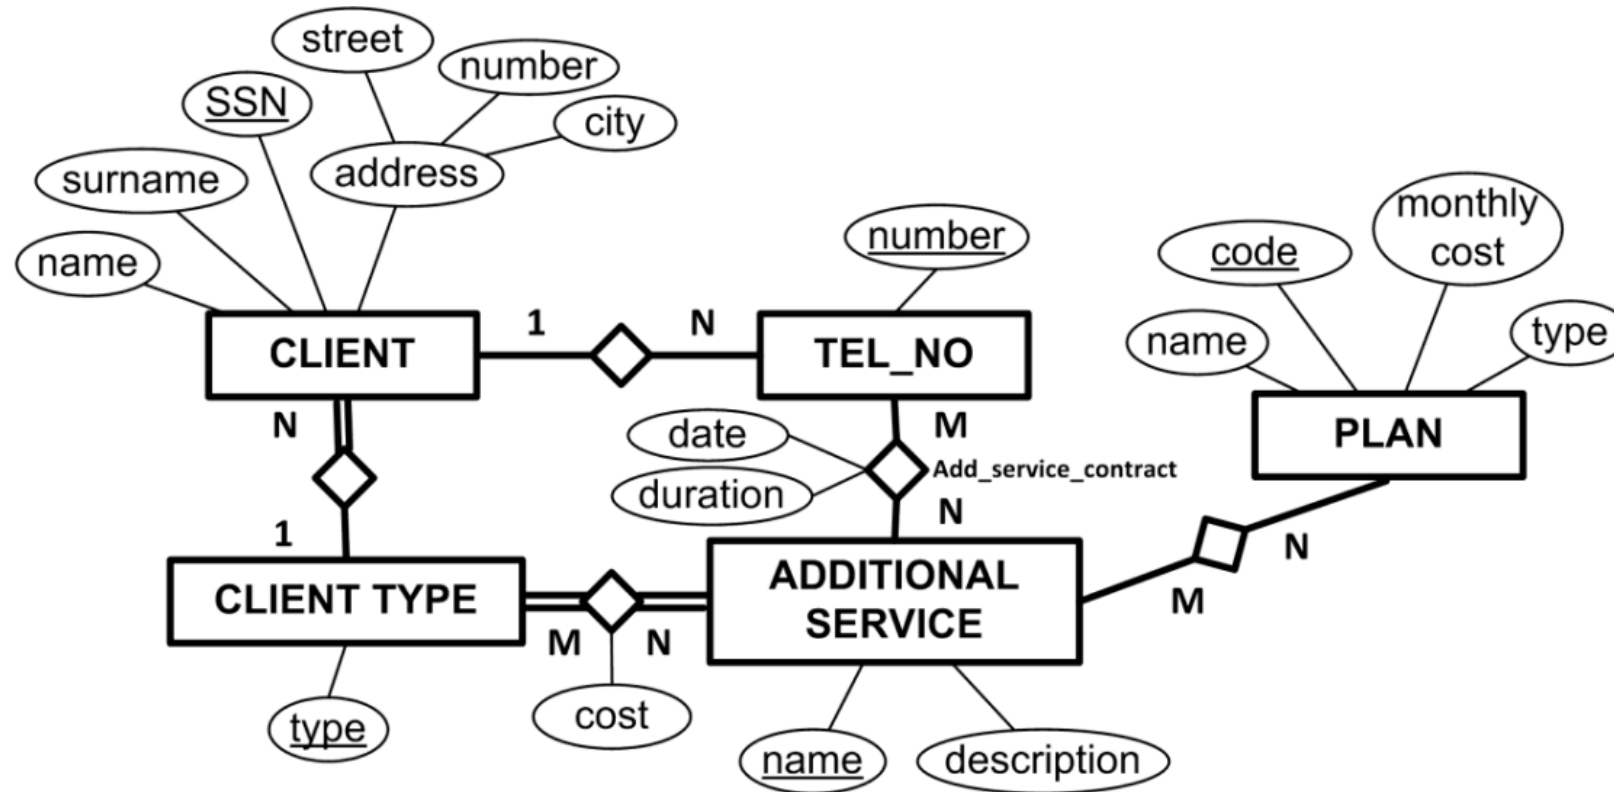 street
number
SSN
city
surname
address
monthly
cost
number
code
name
type
name
1
N
CLIENT
TEL_NO
N
M
PLAN
date
Add_service_contract
duration
N
1
N
M
CLIENT TYPE
ADDITIONAL
SERVICE
M
N
cost
type
name
description